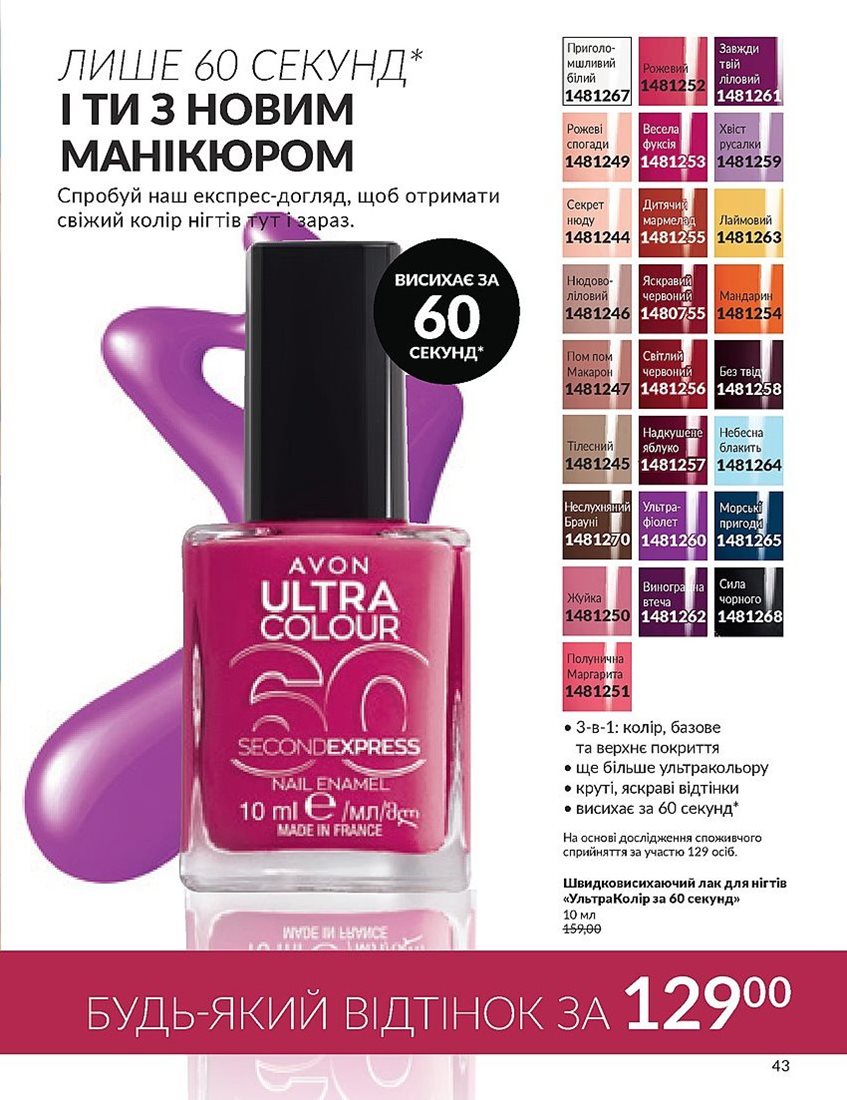 ЛИШЕ 60 СЕКУНД*
І ТИ З НОВИМ
МАНІКЮРОМ
Спробуй наш експрес-догляд, щоб отримати
свіжий колір нігтів тут і зараз.
ВИСИХАЄ ЗА
60
СЕКУНД*
AVON
ULTRA
COLOUR
60
SECONDEXPRESS
NAIL ENAMEL
10 ml e /мл/მლ
MADE IN FRANCE
Приголо-
мшливий
білий
1481267
Рожевий
1481252
Завжди
твій
ліловий
1481261
Рожеві
спогади
1481249
Весела
фуксія
1481253
Хвіст
русалки
1481259
Секрет
нюду
1481244
Дитячий
мармелад
1481255
Лаймовий
1481263
Нюдово-
ліловий
1481246
Яскравий
червоний
1480755
Мандарин
1481254
Пом пом
Макарон
1481247
Світлий
червоний
1481256
Без твіду
1481258
Тілесний
1481245
Надкушене
яблуко
1481257
Небесна
блакить
1481264
Неслухняний
Брауні
1481270
Ультра-
фіолет
1481260
Морські
пригоди
1481265
Жуйка
1481250
Виноградна
втеча
1481262
Сила
чорного
1481268
Полунична
Маргарита
1481251
• 3-в-1: колір, базове
та верхнє покриття
• ще більше ультракольору
• круті, яскраві відтінки
• висихає за 60 секунд*
На основі дослідження споживчого
сприйняття за участю 129 осіб.
Швидковисихаючий лак для нігтів
«УльтраКолір за 60 секунд»
10 мл
159,00
БУДЬ-ЯКИЙ ВІДТІНОК ЗА 12900
43